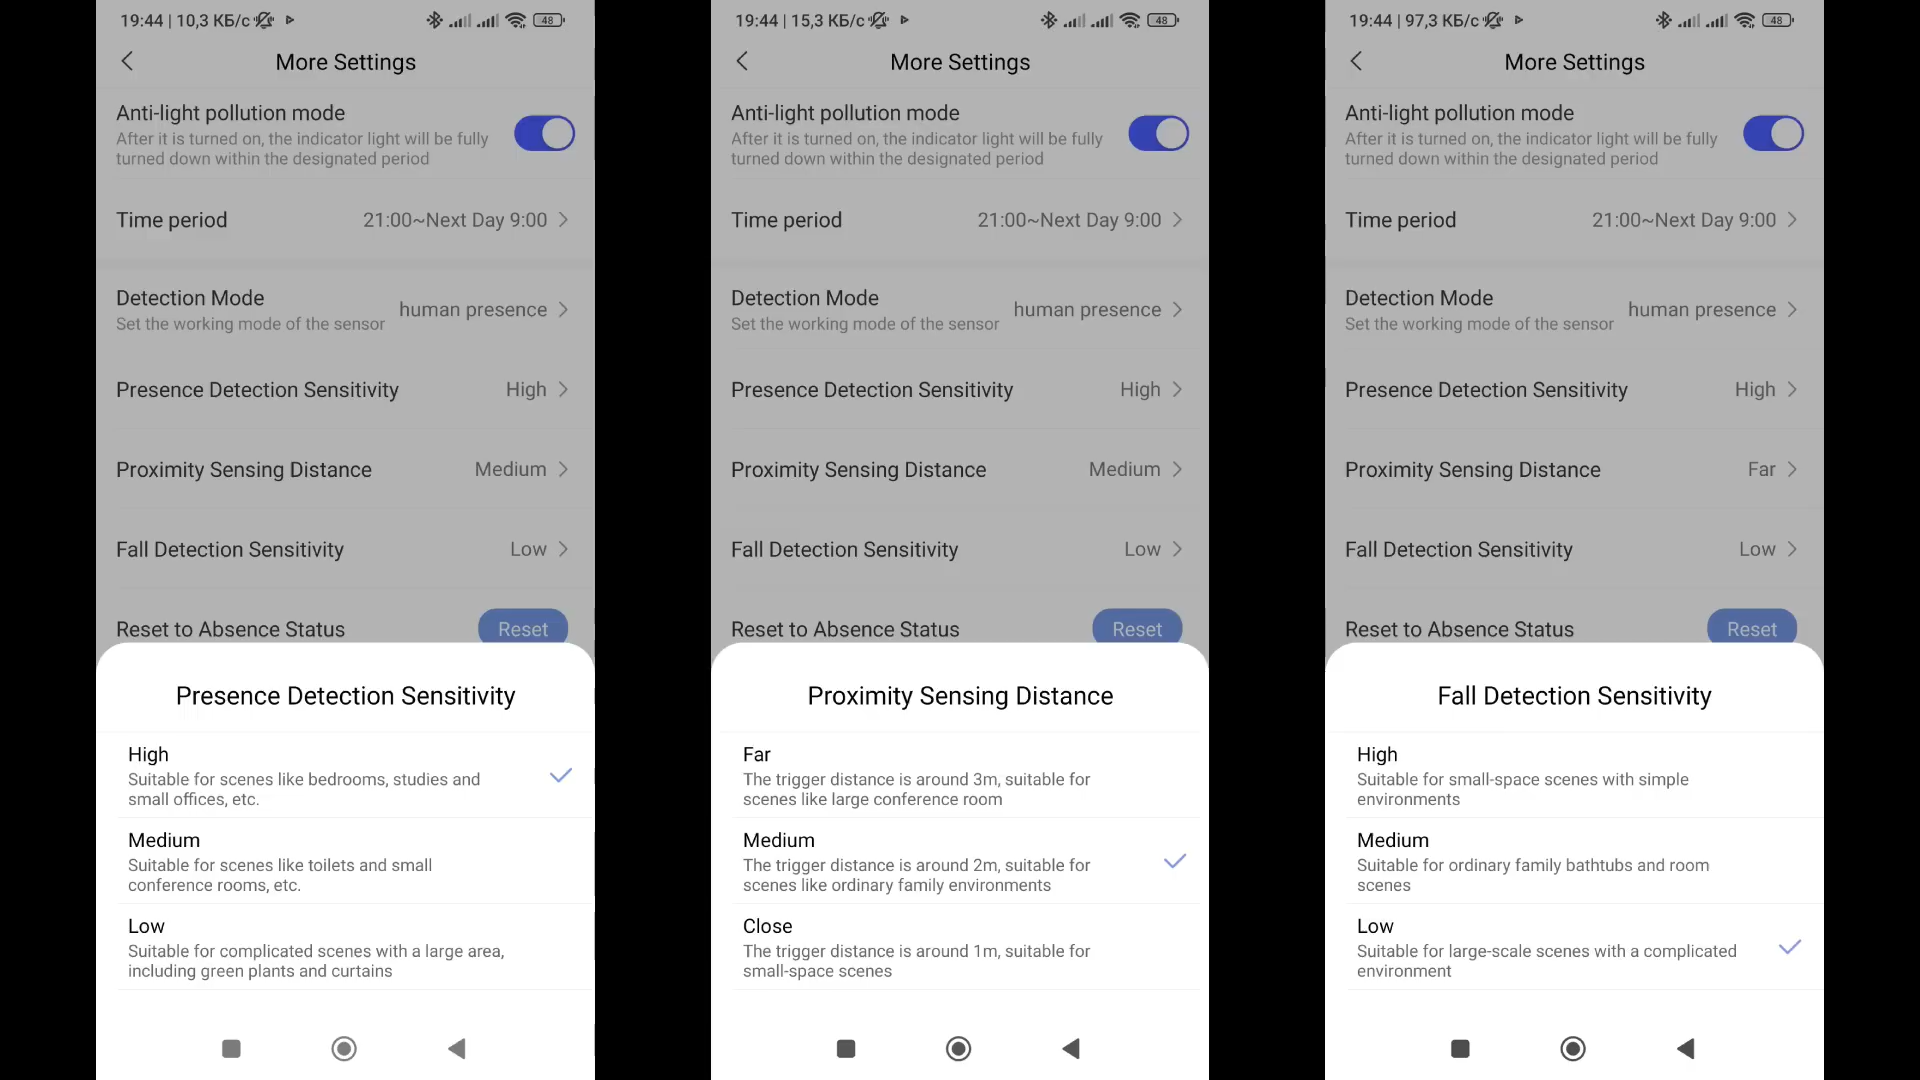 19:44 | 10,3 КБ/с
48
More Settings
Anti-light pollution mode
After it is turned on, the indicator light will be fully
turned down within the designated period
Time period 21:00~Next Day 9:00
Detection Mode
Set the working mode of the sensor
human presence
Presence Detection Sensitivity High
Proximity Sensing Distance Medium
Fall Detection Sensitivity Low
Reset to Absence Status Reset
Presence Detection Sensitivity
High
Suitable for scenes like bedrooms, studies and
small offices, etc.
Medium
Suitable for scenes like toilets and small
conference rooms, etc.
Low
Suitable for complicated scenes with a large area,
including green plants and curtains
19:44 | 15,3 КБ/с
48
More Settings
Anti-light pollution mode
After it is turned on, the indicator light will be fully
turned down within the designated period
Time period 21:00~Next Day 9:00
Detection Mode
Set the working mode of the sensor
human presence
Presence Detection Sensitivity High
Proximity Sensing Distance Medium
Fall Detection Sensitivity Low
Reset to Absence Status Reset
Proximity Sensing Distance
Far
The trigger distance is around 3m, suitable for
scenes like large conference room
Medium
The trigger distance is around 2m, suitable for
scenes like ordinary family environments
Close
The trigger distance is around 1m, suitable for
small-space scenes
19:44 | 97,3 КБ/с
48
More Settings
Anti-light pollution mode
After it is turned on, the indicator light will be fully
turned down within the designated period
Time period 21:00~Next Day 9:00
Detection Mode
Set the working mode of the sensor
human presence
Presence Detection Sensitivity High
Proximity Sensing Distance Far
Fall Detection Sensitivity Low
Reset to Absence Status Reset
Fall Detection Sensitivity
High
Suitable for small-space scenes with simple
environments
Medium
Suitable for ordinary family bathtubs and room
scenes
Low
Suitable for large-scale scenes with a complicated
environment